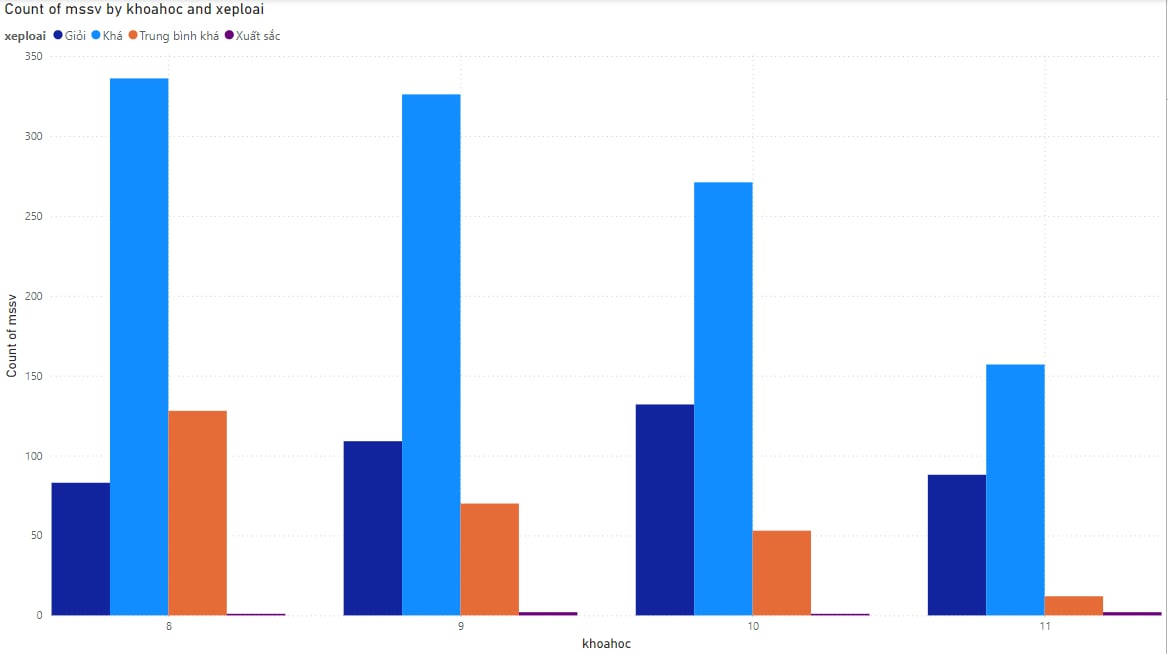 Count of mssv by khoahoc and xeploai
xeploai Giỏi Khá Trung bình khá Xuất sắc
350
300
250
200
150
100
50
0
Count of mssv
8 9 10 11
khoahoc